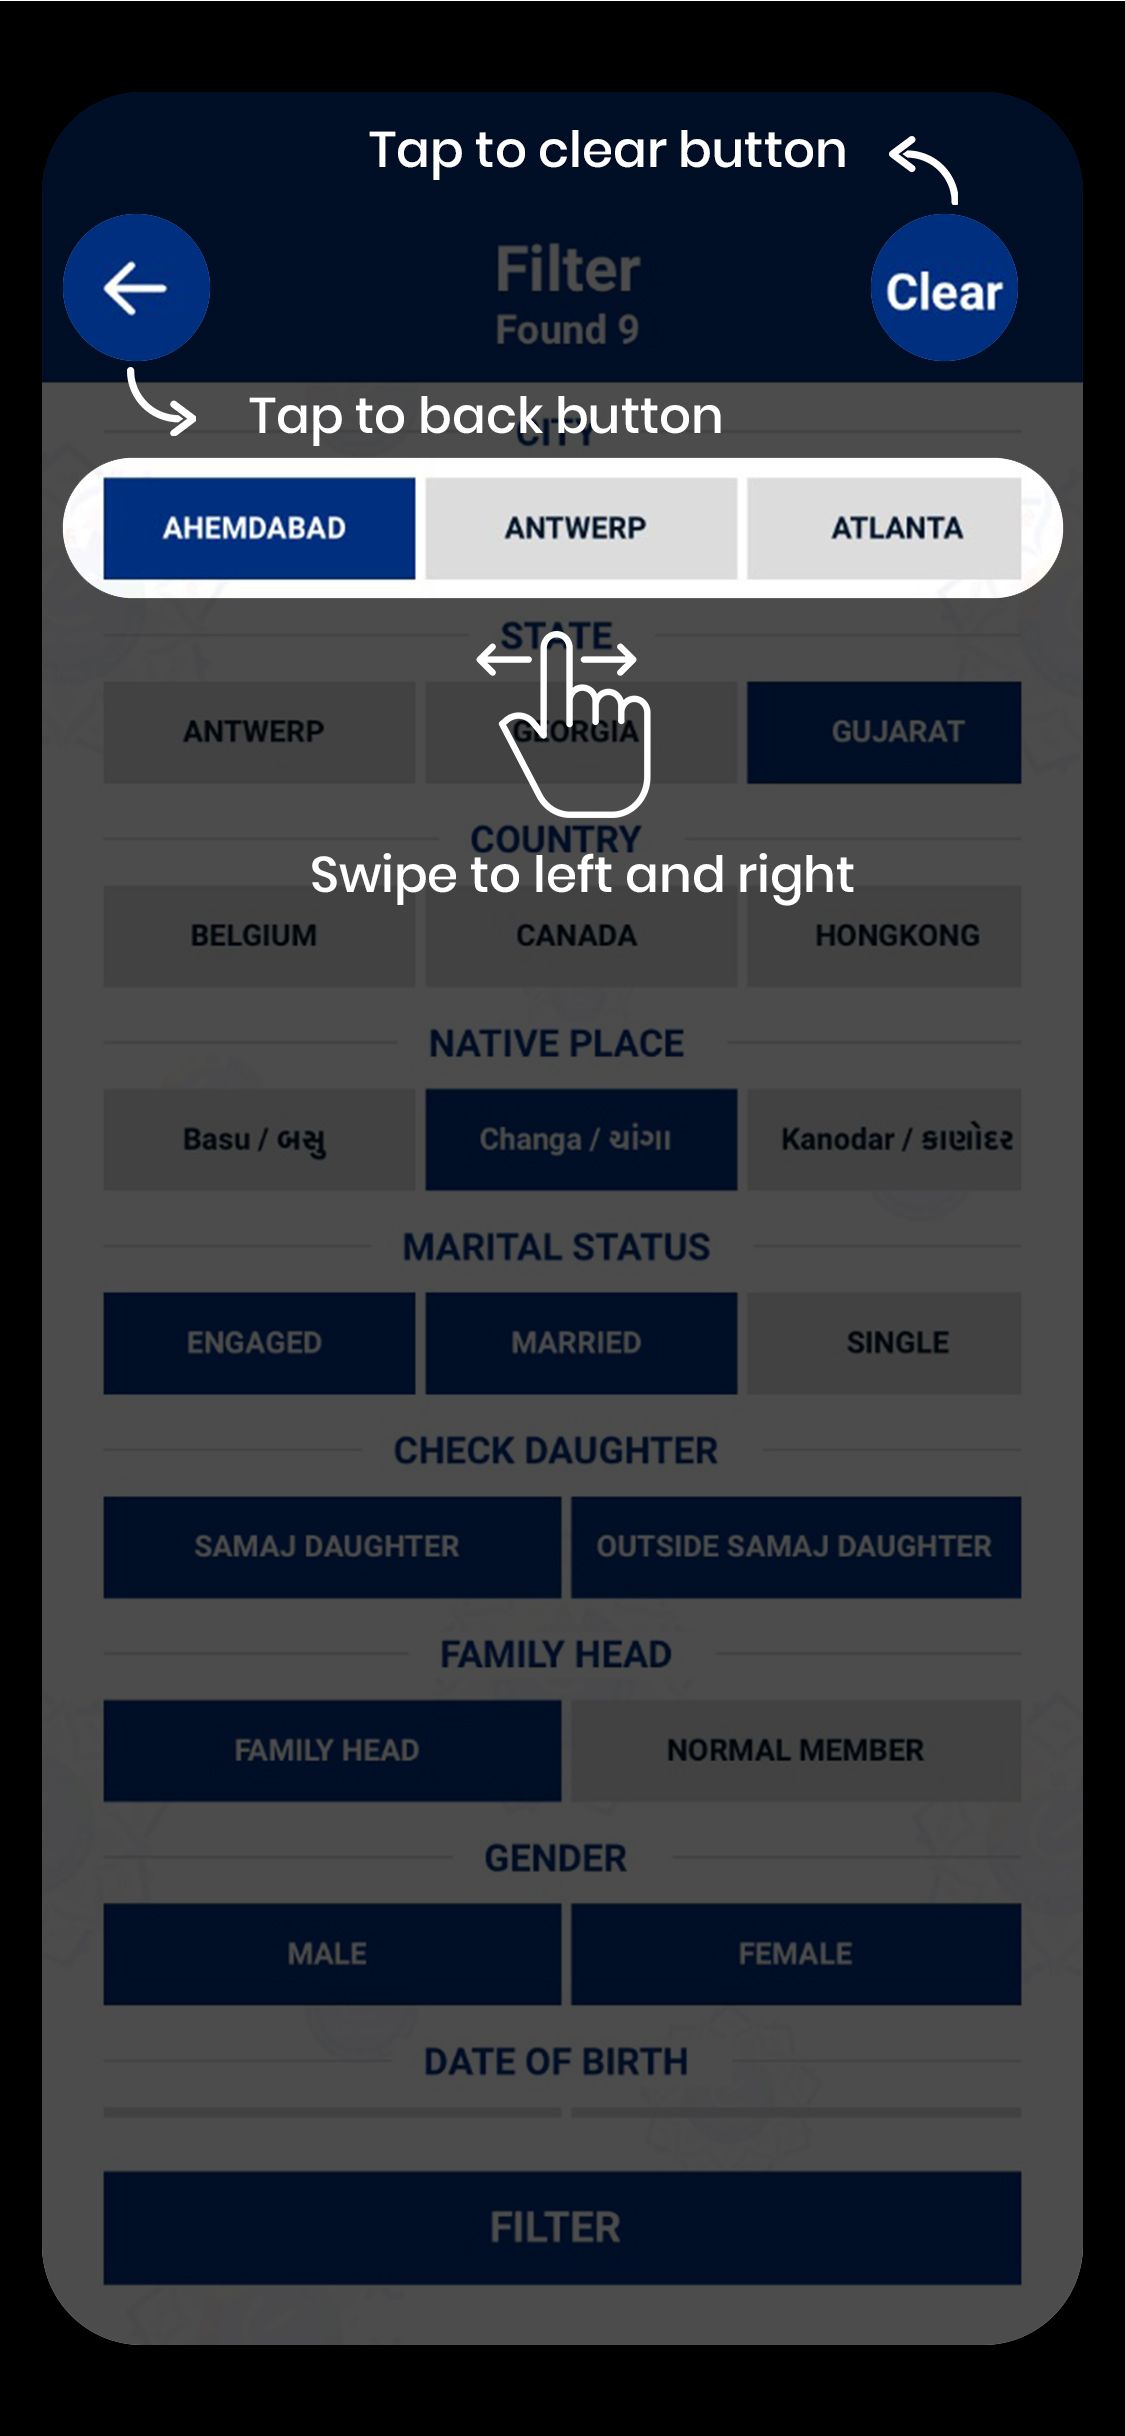 Tap to clear button
Filter
Clear
Found 9
Tap to back button
CITY
AHEMDABAD ANTWERP ATLANTA
STATE
ANTWERP GEORGIA GUJARAT
COUNTRY
Swipe to left and right
BELGIUM CANADA HONGKONG
NATIVE PLACE
Basu / બસુ Changa / ચાંગા Kanodar / કાણોદર
MARITAL STATUS
ENGAGED MARRIED SINGLE
CHECK DAUGHTER
SAMAJ DAUGHTER OUTSIDE SAMAJ DAUGHTER
FAMILY HEAD
FAMILY HEAD NORMAL MEMBER
GENDER
MALE FEMALE
DATE OF BIRTH
FILTER